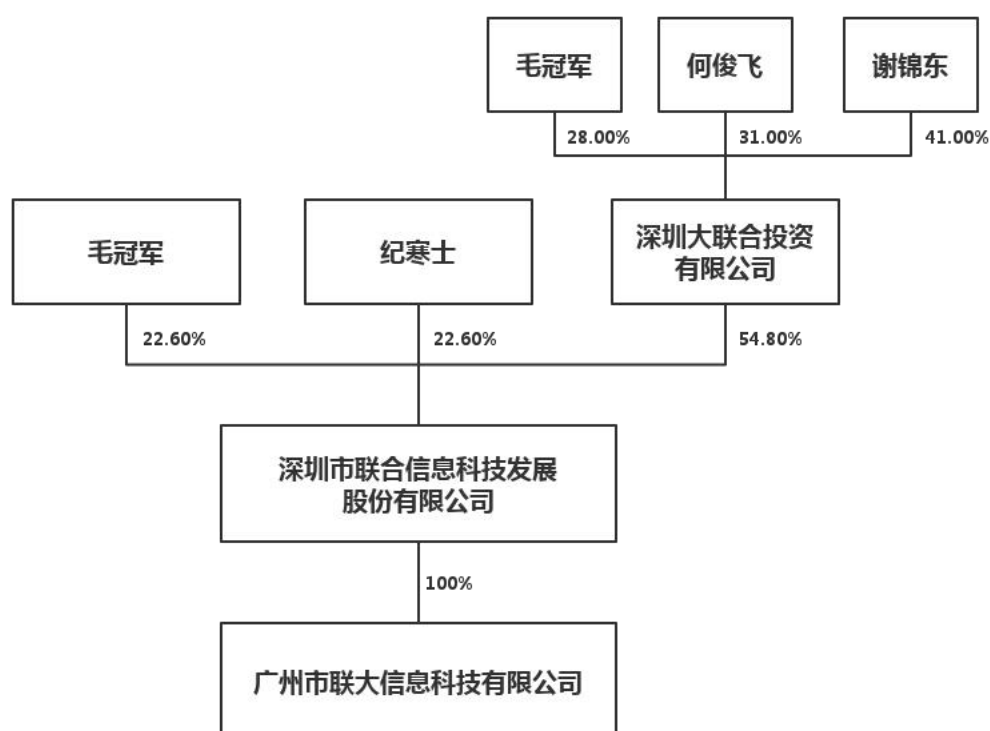 毛冠军
何俊飞
谢锦东
28.00%
31.00%
41.00%
毛冠军
纪寒士
深圳大联合投资
有限公司
22.60%
22.60%
54.80%
深圳市联合信息科技发展
股份有限公司
100%
广州市联大信息科技有限公司